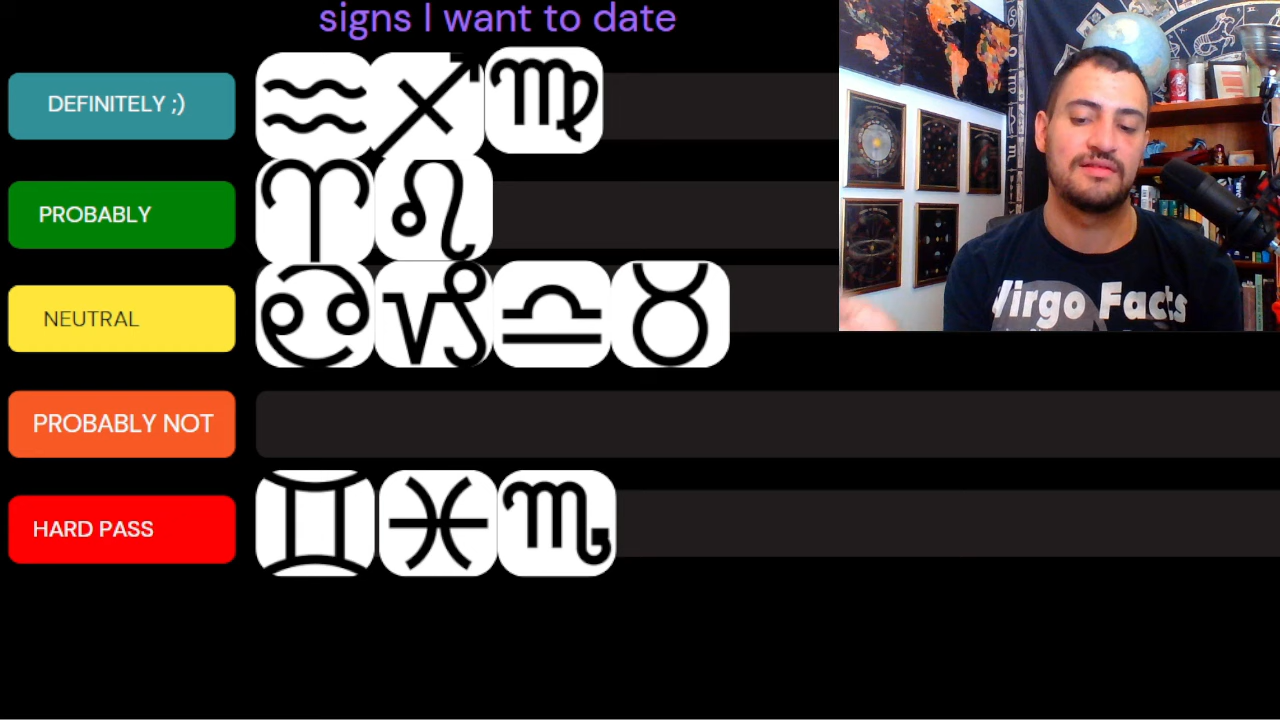 signs I want to date
DEFINITELY ;)
PROBABLY
NEUTRAL
PROBABLY NOT
HARD PASS
Virgo Facts